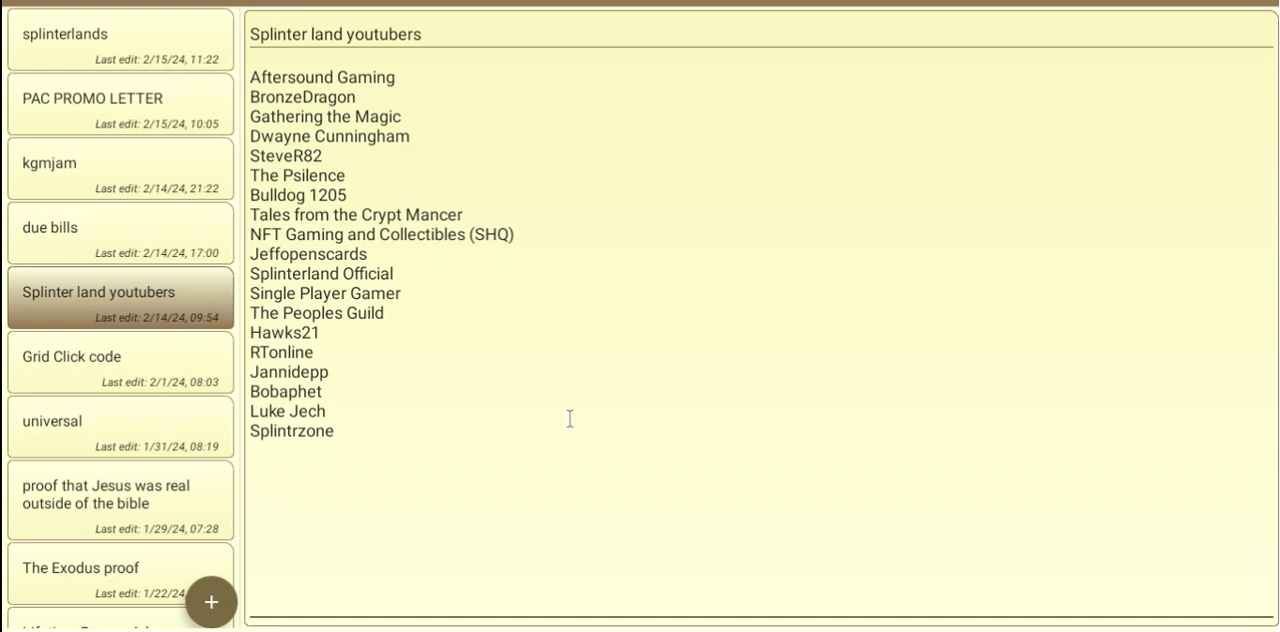 splinterlands
Last edit: 2/15/24, 11:22
PAC PROMO LETTER
Last edit: 2/15/24, 10:05
kgmjam
Last edit: 2/14/24, 21:22
due bills
Last edit: 2/14/24, 17:00
Splinter land youtubers
Last edit: 2/14/24, 09:54
Grid Click code
Last edit: 2/1/24, 08:03
universal
Last edit: 1/31/24, 08:19
proof that Jesus was real
outside of the bible
Last edit: 1/29/24, 07:28
The Exodus proof
Last edit: 1/22/24
+
Splinter land youtubers
Aftersound Gaming
BronzeDragon
Gathering the Magic
Dwayne Cunningham
SteveR82
The Psilence
Bulldog 1205
Tales from the Crypt Mancer
NFT Gaming and Collectibles (SHQ)
Jeffopenscards
Splinterland Official
Single Player Gamer
The Peoples Guild
Hawks21
RTonline
Jannidepp
Bobaphet
Luke Jech
Splintrzone